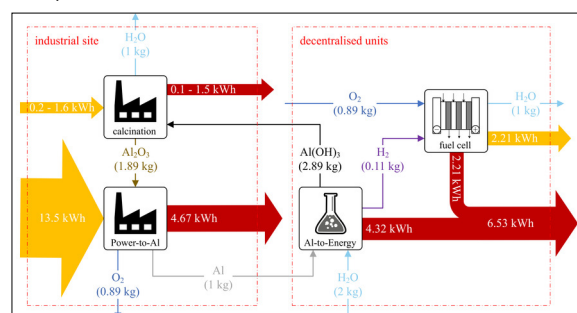 industrial site
decentralised units
H₂O
(1 kg)
0.1 - 1.5 kWh
0.2 - 1.6 kWh
calcination
O₂
(0.89 kg)
H₂O
(1 kg)
fuel cell
2.21 kWh
Al₂O₃
(1.89 kg)
Al(OH)₃
(2.89 kg)
H₂
(0.11 kg)
2.21 kWh
13.5 kWh
4.67 kWh
Power-to-Al
Al-to-Energy
4.32 kWh
6.53 kWh
O₂
(0.89 kg)
Al
(1 kg)
H₂O
(2 kg)